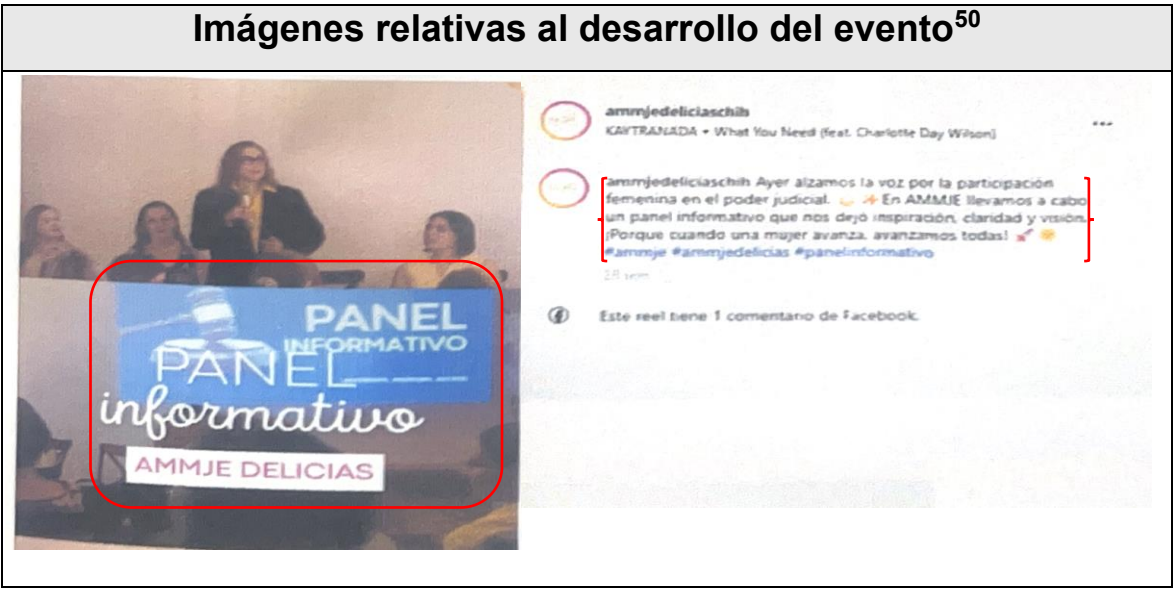 Imágenes relativas al desarrollo del evento50
PANEL
INFORMATIVO
PANEL
informativo
AMMJE DELICIAS
ammjedeliciaschih
KAYTRANADA • What You Need (feat. Charlotte Day Wilson)
ammjedeliciaschih Ayer alzamos la voz por la participación
femenina en el poder judicial. En AMMJE llevamos a cabo
un panel informativo que nos dejó inspiración, claridad y visión.
¡Porque cuando una mujer avanza, avanzamos todas!
#ammje #ammjedelicias #panelinformativo
Este reel tiene 1 comentario de Facebook.